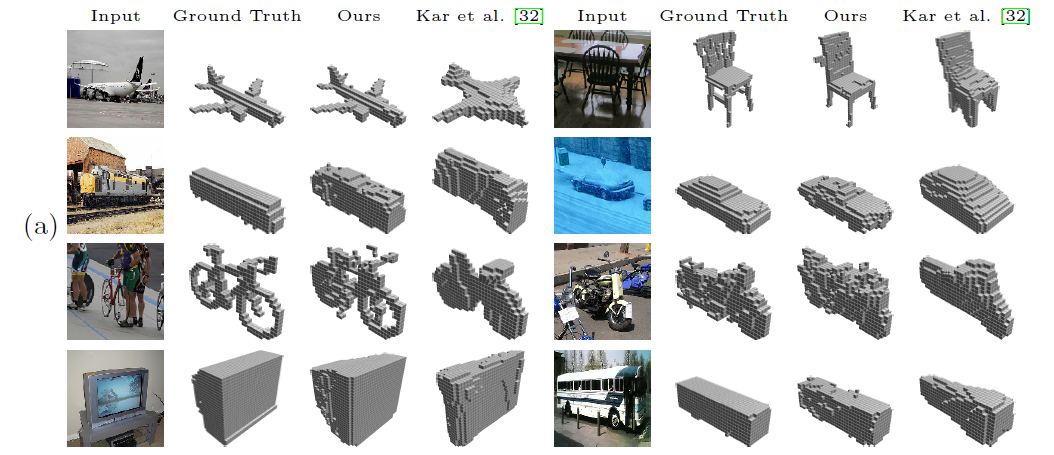 Input Ground Truth Ours Kar et al. [32] Input Ground Truth Ours Kar et al. [32]
(a)